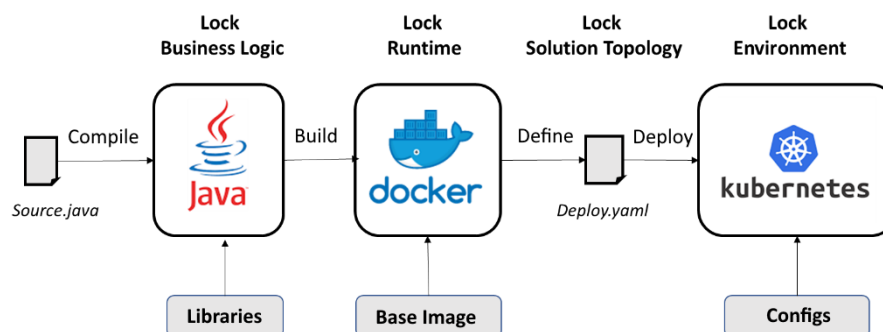 Lock
Business Logic
Lock
Runtime
Lock
Solution Topology
Lock
Environment
Compile
Build
Define
Deploy
Java
docker
kubernetes
Source.java
Deploy.yaml
Libraries
Base Image
Configs